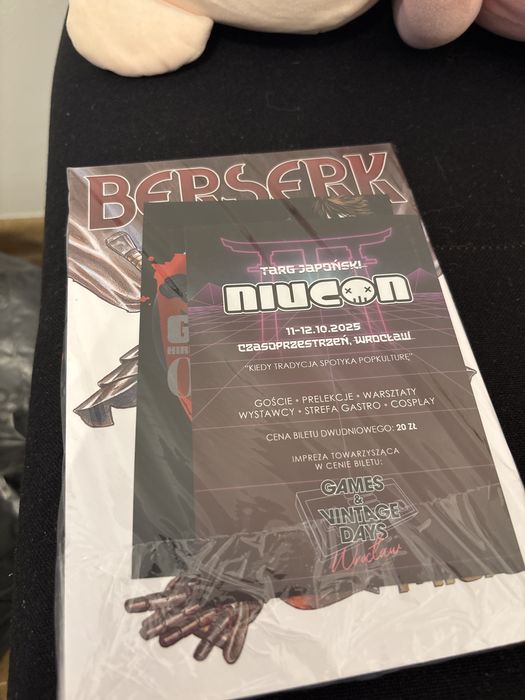 BERSERK
TARG JAPOŃSKI
NIUCON
11-12.10.2025
CZASOPRZESTRZEŃ, WROCŁAW
"KIEDY TRADYCJA SPOTYKA POPKULTURĘ"
GOŚCIE • PRELEKCJE • WARSZTATY
WYSTAWCY • STREFA GASTRO • COSPLAY
CENA BILETU DWUDNIOWEGO: 20 ZŁ
IMPREZA TOWARZYSZĄCA
W CENIE BILETU:
GAMES
&
VINTAGE
DAYS
Wrocław